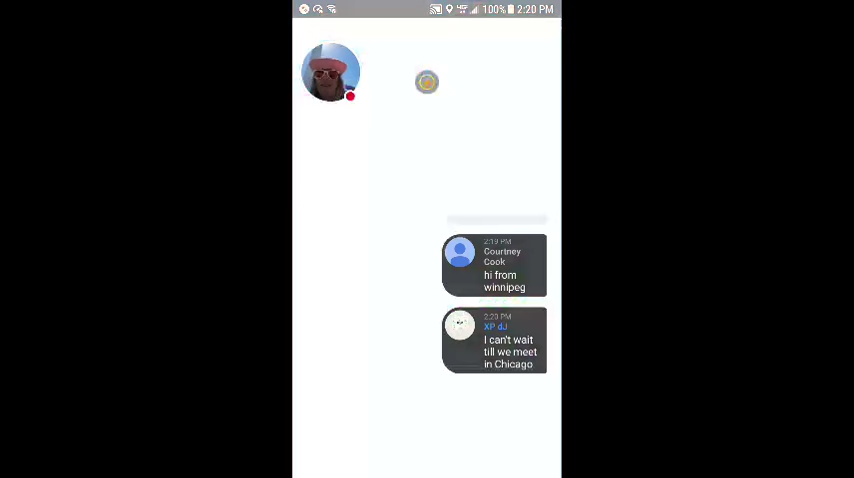 100% 2:20 PM
2:19 PM
Courtney
Cook
hi from
winnipeg
2:20 PM
XP dJ
I can't wait
till we meet
in Chicago